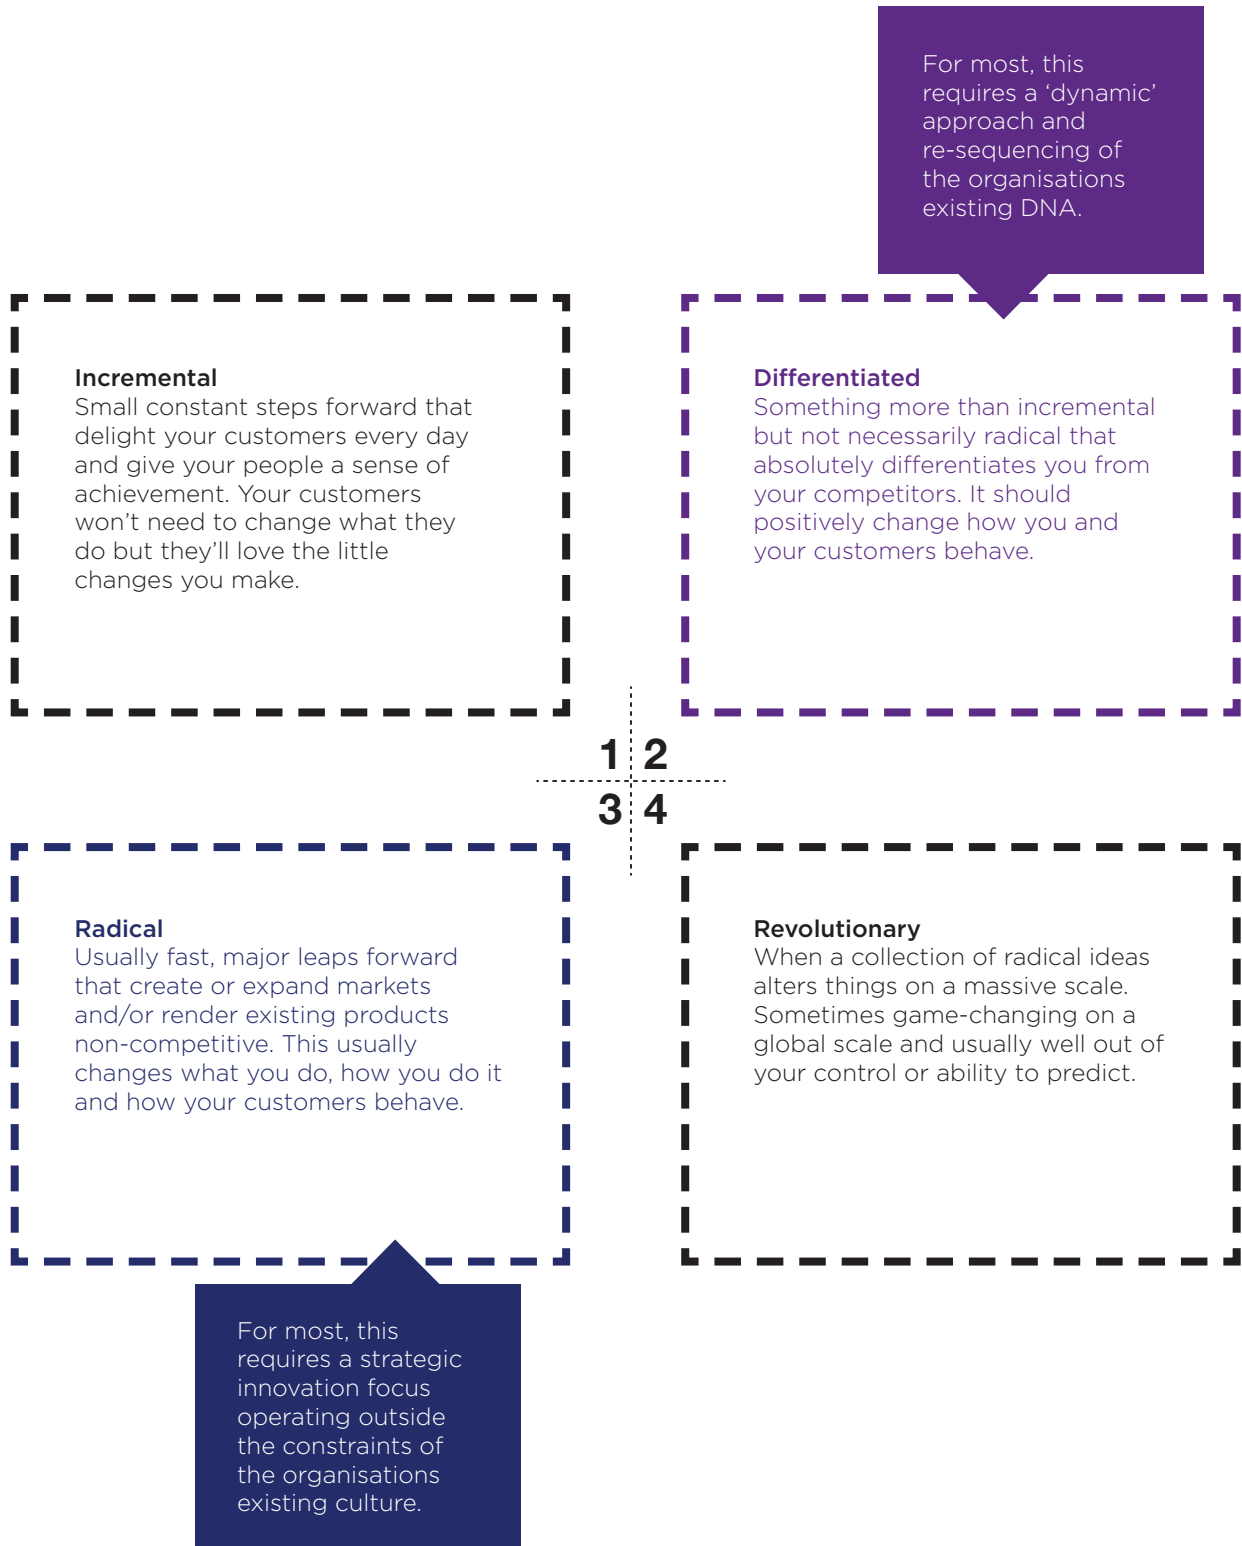 For most, this
requires a ‘dynamic’
approach and
re-sequencing of
the organisations
existing DNA.
Incremental
Small constant steps forward that
delight your customers every day
and give your people a sense of
achievement. Your customers
won’t need to change what they
do but they’ll love the little
changes you make.
Differentiated
Something more than incremental
but not necessarily radical that
absolutely differentiates you from
your competitors. It should
positively change how you and
your customers behave.
1 2
3 4
Radical
Usually fast, major leaps forward
that create or expand markets
and/or render existing products
non-competitive. This usually
changes what you do, how you do it
and how your customers behave.
Revolutionary
When a collection of radical ideas
alters things on a massive scale.
Sometimes game-changing on a
global scale and usually well out of
your control or ability to predict.
For most, this
requires a strategic
innovation focus
operating outside
the constraints of
the organisations
existing culture.